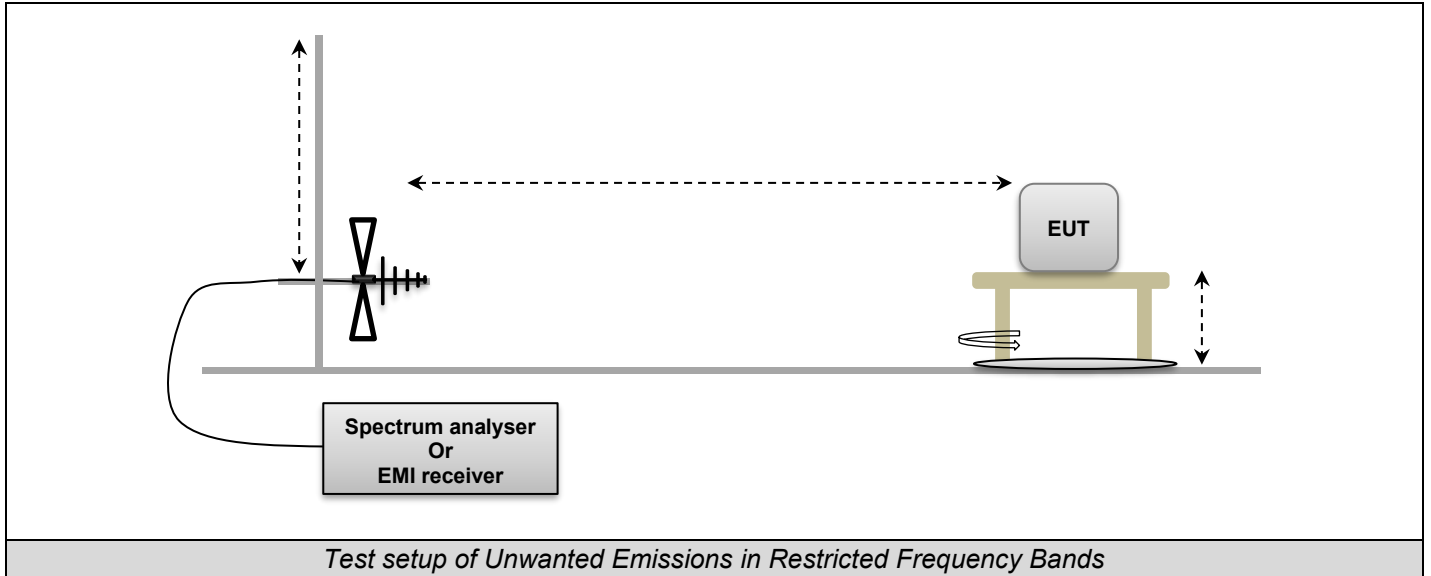 EUT
Spectrum analyser
Or
EMI receiver
Test setup of Unwanted Emissions in Restricted Frequency Bands